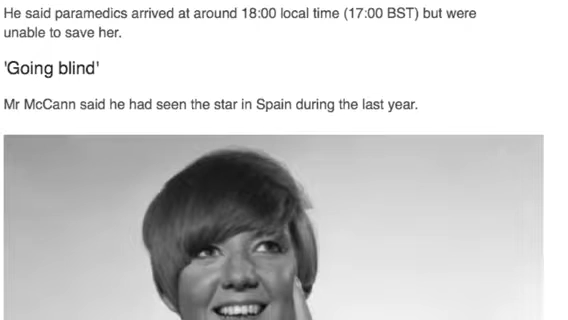 He said paramedics arrived at around 18:00 local time (17:00 BST) but were
unable to save her.
'Going blind'
Mr McCann said he had seen the star in Spain during the last year.